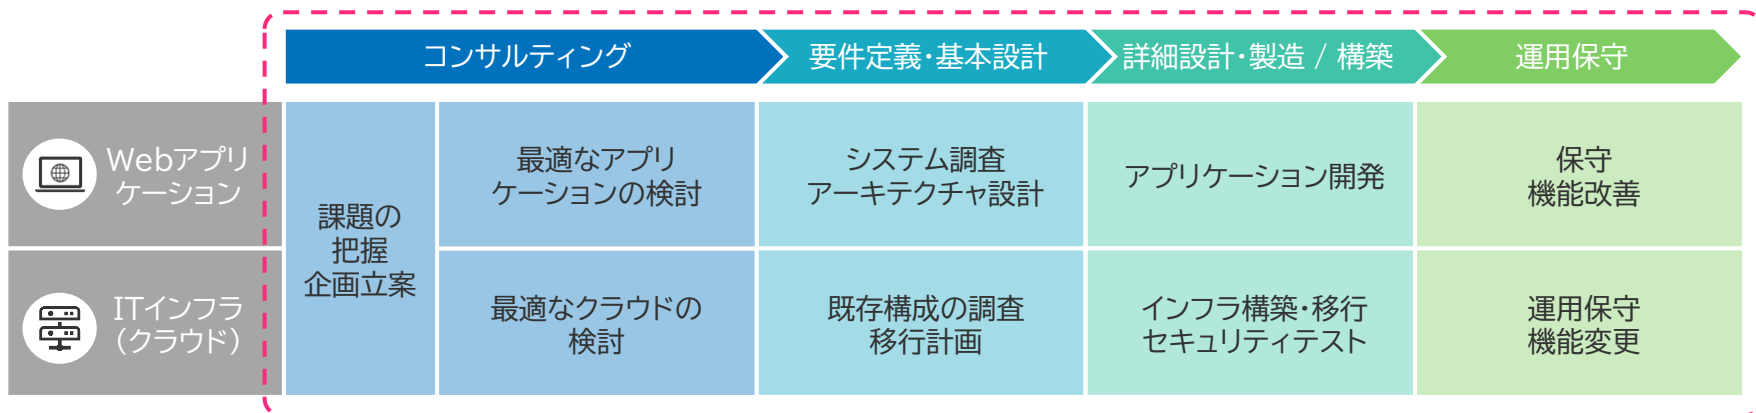 コンサルティング
要件定義・基本設計
詳細設計・製造 / 構築
運用保守
Webアプリ
ケーション
課題の
把握
企画立案
最適なアプリ
ケーションの検討
システム調査
アーキテクチャ設計
アプリケーション開発
保守
機能改善
ITインフラ
（クラウド）
最適なクラウドの
検討
既存構成の調査
移行計画
インフラ構築・移行
セキュリティテスト
運用保守
機能変更